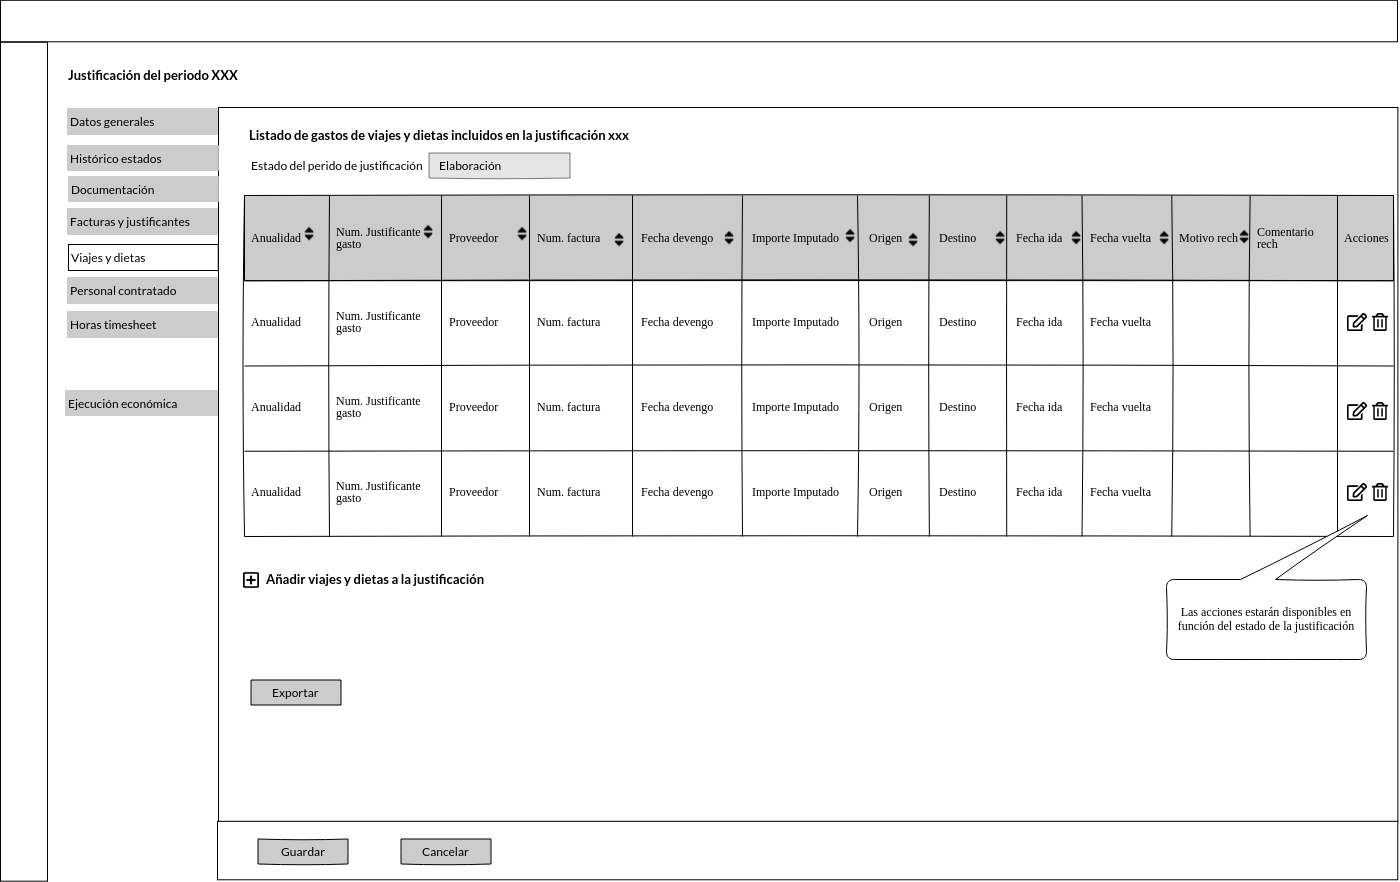 Justificación del periodo XXX
Datos generales
Histórico estados
Documentación
Facturas y justificantes
Viajes y dietas
Personal contratado
Horas timesheet
Ejecución económica
Listado de gastos de viajes y dietas incluidos en la justificación xxx
Estado del perido de justificación Elaboración
Anualidad Num. Justificante gasto Proveedor Num. factura Fecha devengo Importe Imputado Origen Destino Fecha ida Fecha vuelta Motivo rech Comentario rech Acciones
Anualidad Num. Justificante gasto Proveedor Num. factura Fecha devengo Importe Imputado Origen Destino Fecha ida Fecha vuelta
Anualidad Num. Justificante gasto Proveedor Num. factura Fecha devengo Importe Imputado Origen Destino Fecha ida Fecha vuelta
Anualidad Num. Justificante gasto Proveedor Num. factura Fecha devengo Importe Imputado Origen Destino Fecha ida Fecha vuelta
Añadir viajes y dietas a la justificación
Las acciones estarán disponibles en
función del estado de la justificación
Exportar
Guardar Cancelar